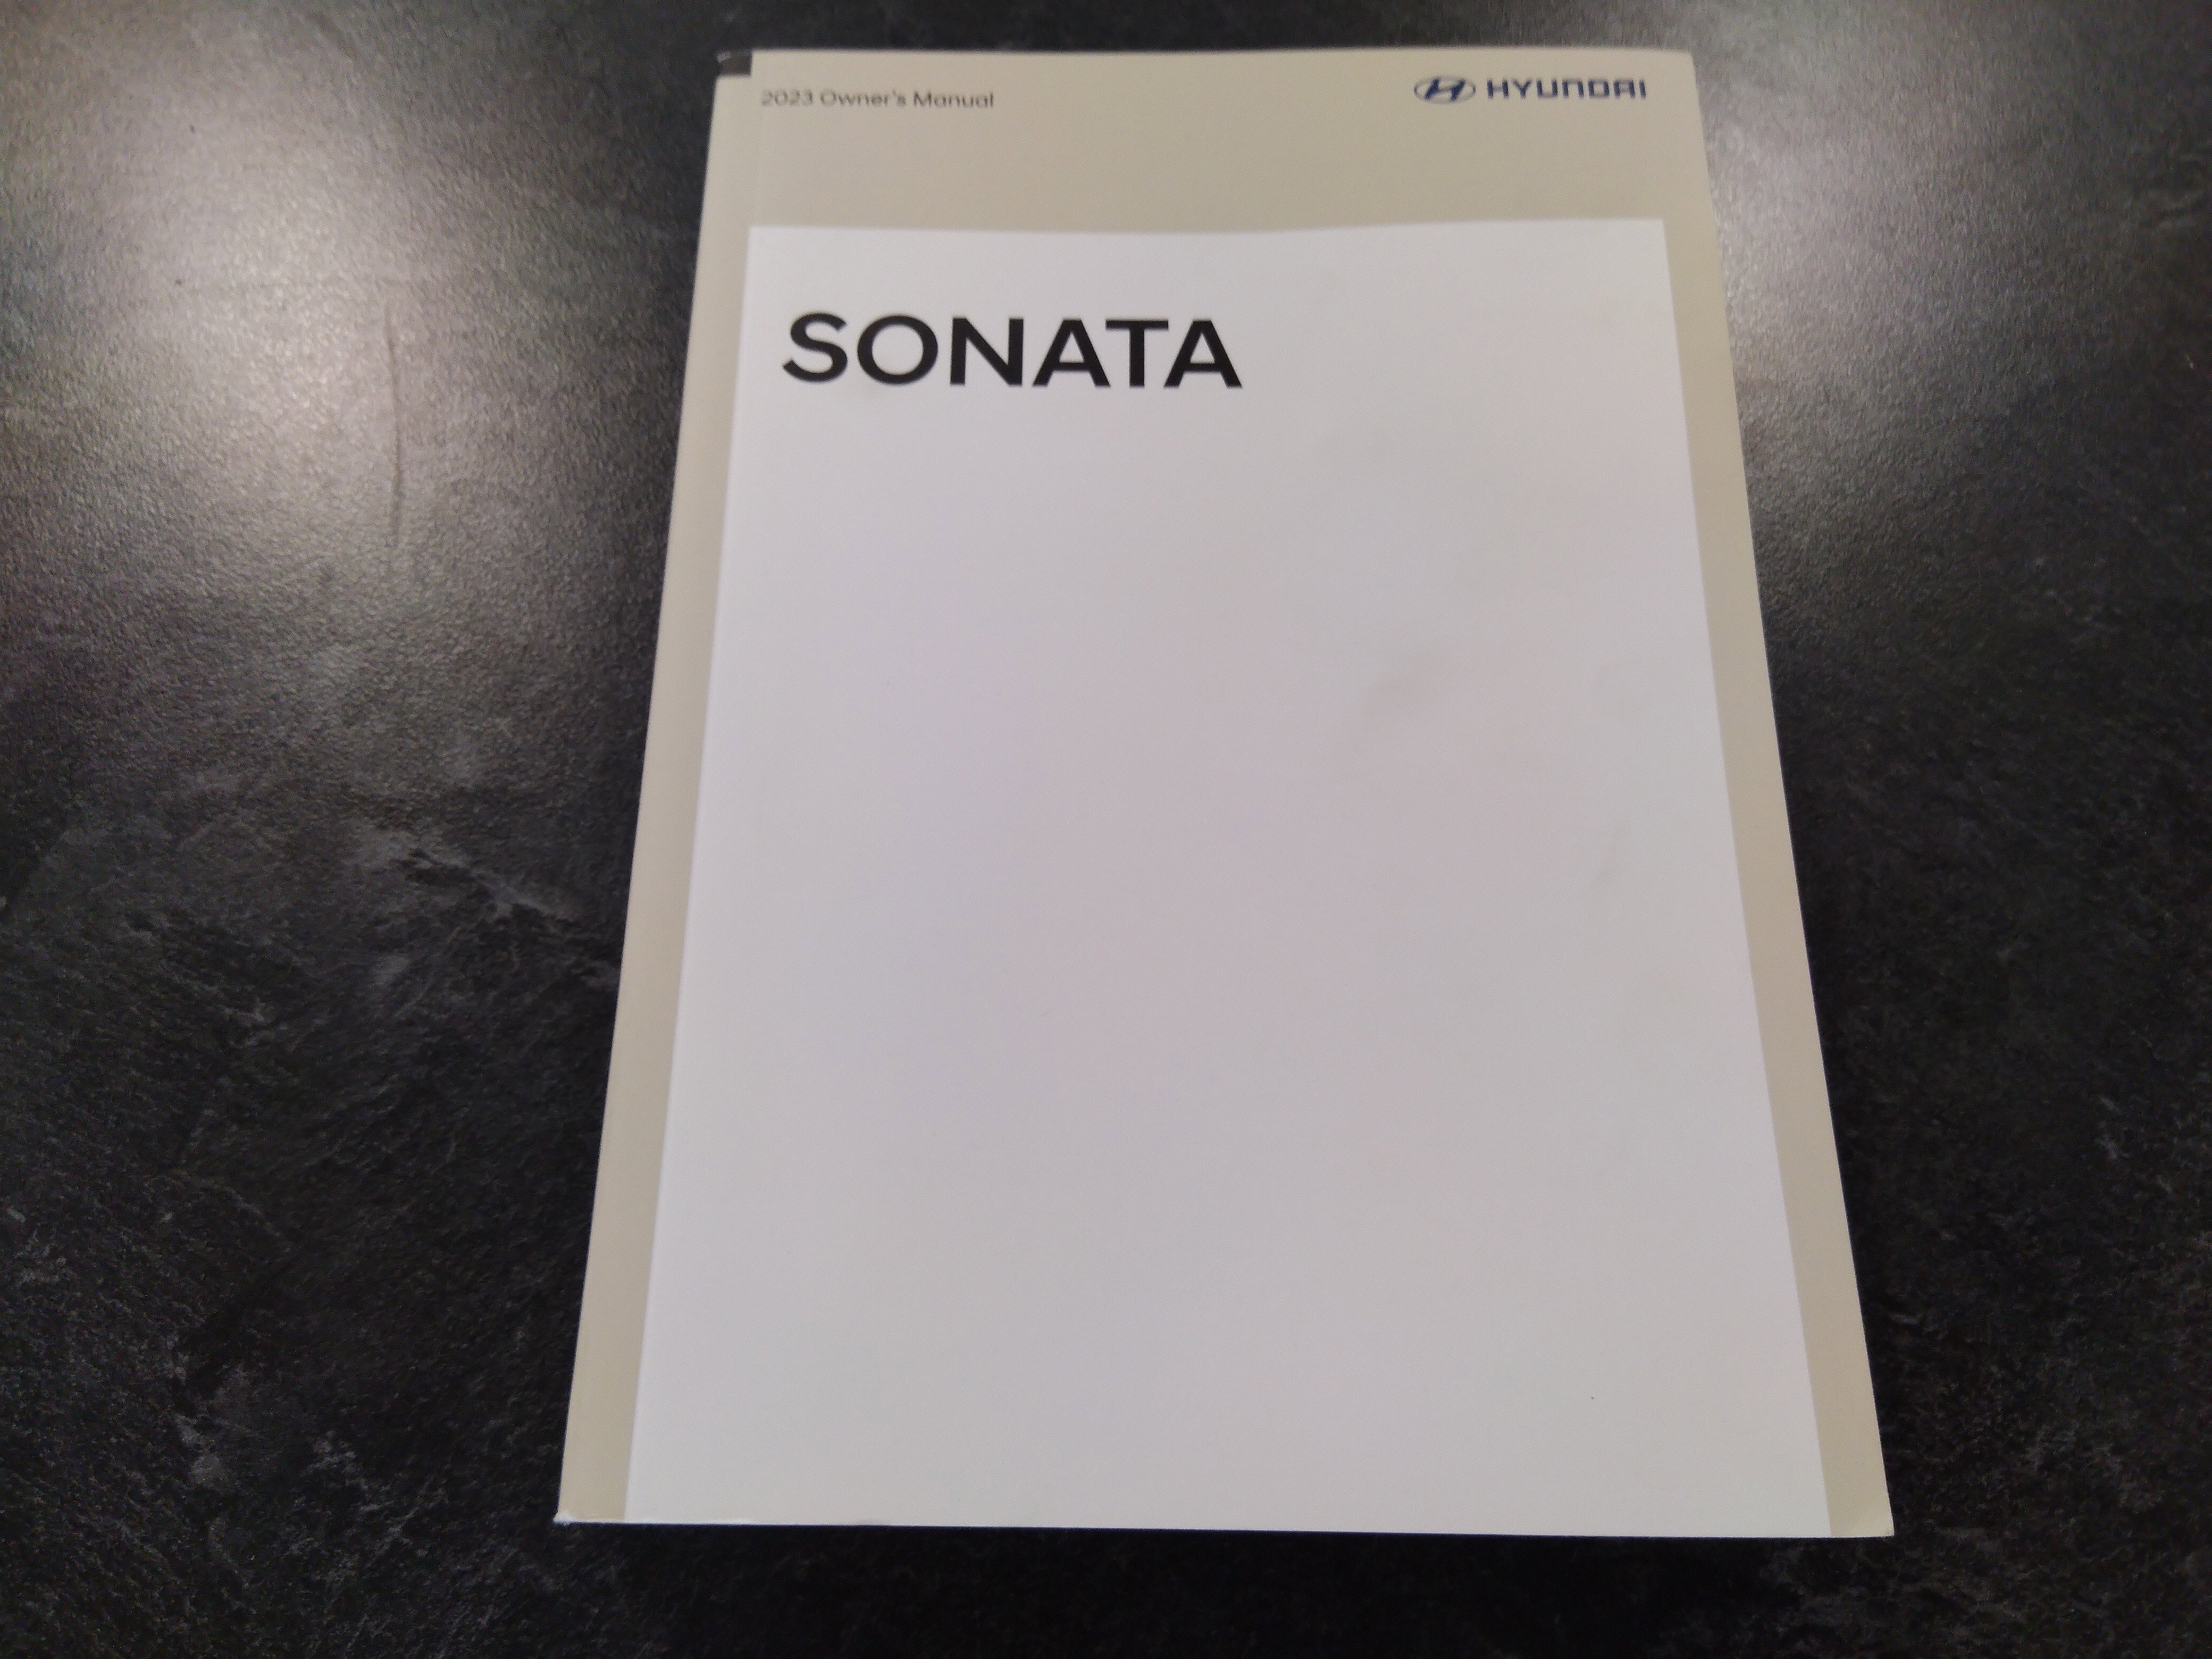 2023 Owner's Manual
HYUNDAI
SONATA